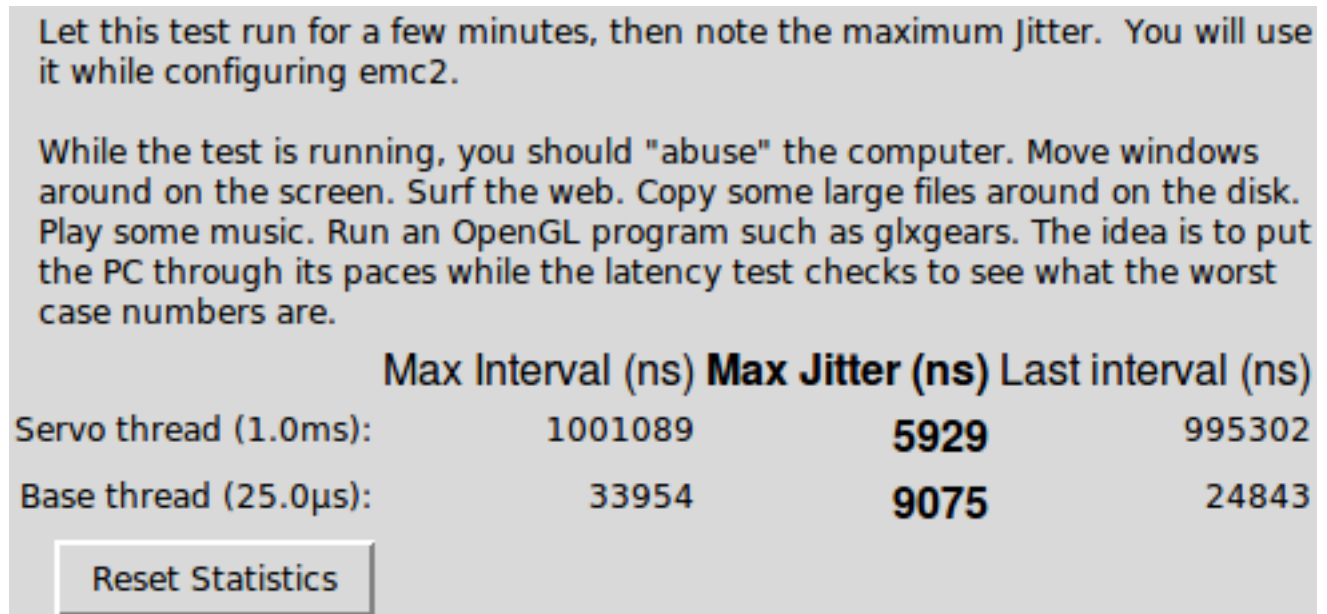 Let this test run for a few minutes, then note the maximum Jitter.  You will use
it while configuring emc2.
While the test is running, you should "abuse" the computer. Move windows
around on the screen. Surf the web. Copy some large files around on the disk.
Play some music. Run an OpenGL program such as glxgears. The idea is to put
the PC through its paces while the latency test checks to see what the worst
case numbers are.
Max Interval (ns) Max Jitter (ns) Last interval (ns)
Servo thread (1.0ms): 1001089 5929 995302
Base thread (25.0µs): 33954 9075 24843
Reset Statistics